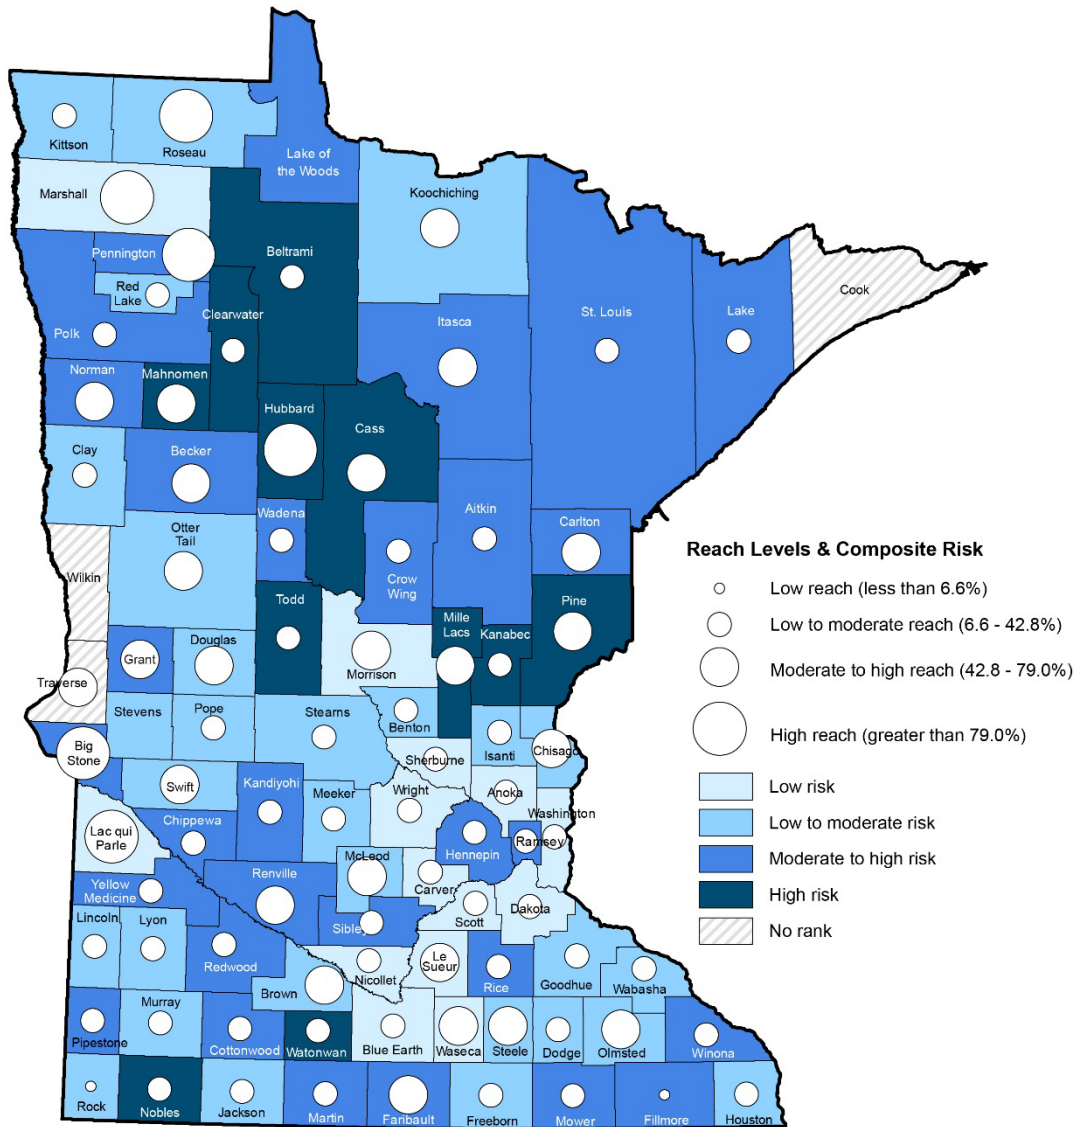 Kittson
Roseau
Lake of
the Woods
Marshall
Koochiching
Pennington
Beltrami
Red
Lake
Clearwater
Polk
Itasca
St. Louis
Lake
Cook
Norman
Mahnomen
Hubbard
Cass
Clay
Becker
Aitkin
Wadena
Carlton
Otter
Tail
Crow
Wing
Wilkin
Todd
Mille
Lacs
Kanabec
Pine
Grant
Douglas
Morrison
Traverse
Stevens
Pope
Stearns
Benton
Isanti
Chisago
Big
Stone
Sherburne
Swift
Kandiyohi
Meeker
Wright
Anoka
Washington
Lac qui
Parle
Chippewa
Hennepin
Ramsey
McLeod
Carver
Renville
Yellow
Medicine
Scott
Dakota
Lincoln
Lyon
Sibley
Redwood
Nicollet
Le
Sueur
Rice
Goodhue
Wabasha
Brown
Murray
Pipestone
Cottonwood
Watonwan
Blue Earth
Waseca
Steele
Dodge
Olmsted
Winona
Rock
Nobles
Jackson
Martin
Faribault
Freeborn
Mower
Fillmore
Houston
Reach Levels & Composite Risk
Low reach (less than 6.6%)
Low to moderate reach (6.6 - 42.8%)
Moderate to high reach (42.8 - 79.0%)
High reach (greater than 79.0%)
Low risk
Low to moderate risk
Moderate to high risk
High risk
No rank